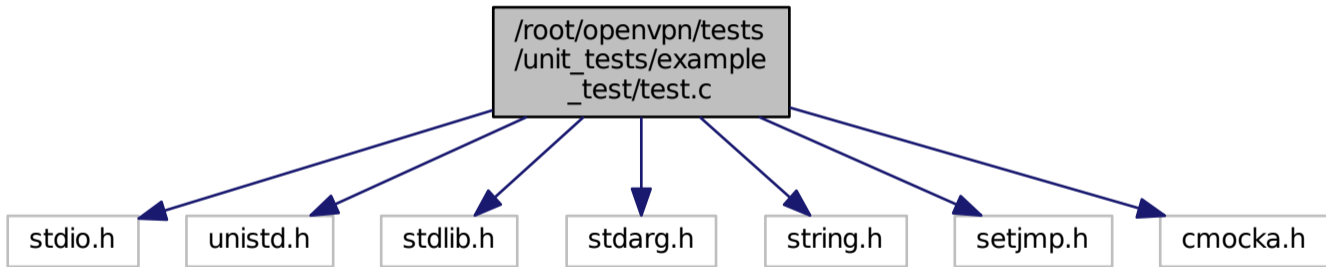 /root/openvpn/tests
/unit_tests/example
_test/test.c
stdio.h
unistd.h
stdlib.h
stdarg.h
string.h
setjmp.h
cmocka.h